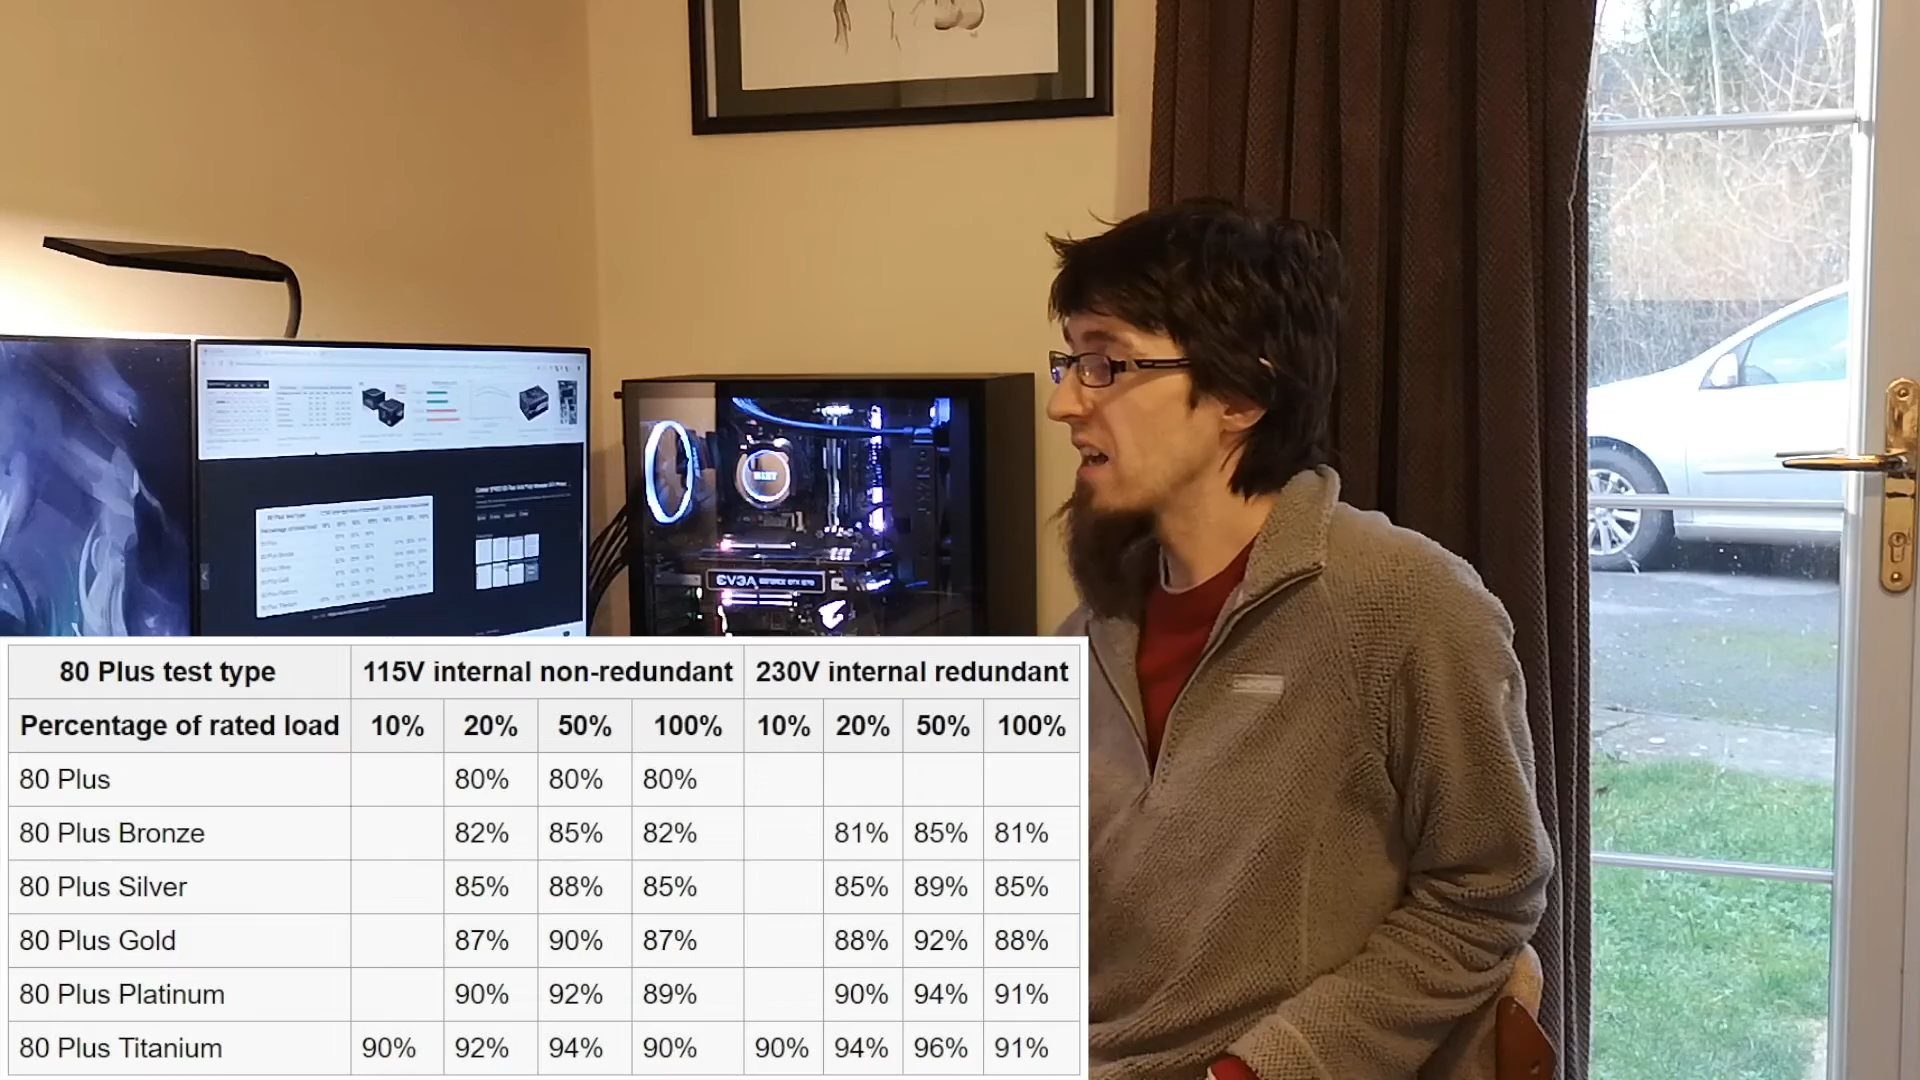 EVGA GEFORCE GTX
80 Plus test type 115V internal non-redundant 230V internal redundant
Percentage of rated load 10% 20% 50% 100% 10% 20% 50% 100%
80 Plus 80% 80% 80%
80 Plus Bronze 82% 85% 82% 81% 85% 81%
80 Plus Silver 85% 88% 85% 85% 89% 85%
80 Plus Gold 87% 90% 87% 88% 92% 88%
80 Plus Platinum 90% 92% 89% 90% 94% 91%
80 Plus Titanium 90% 92% 94% 90% 90% 94% 96% 91%